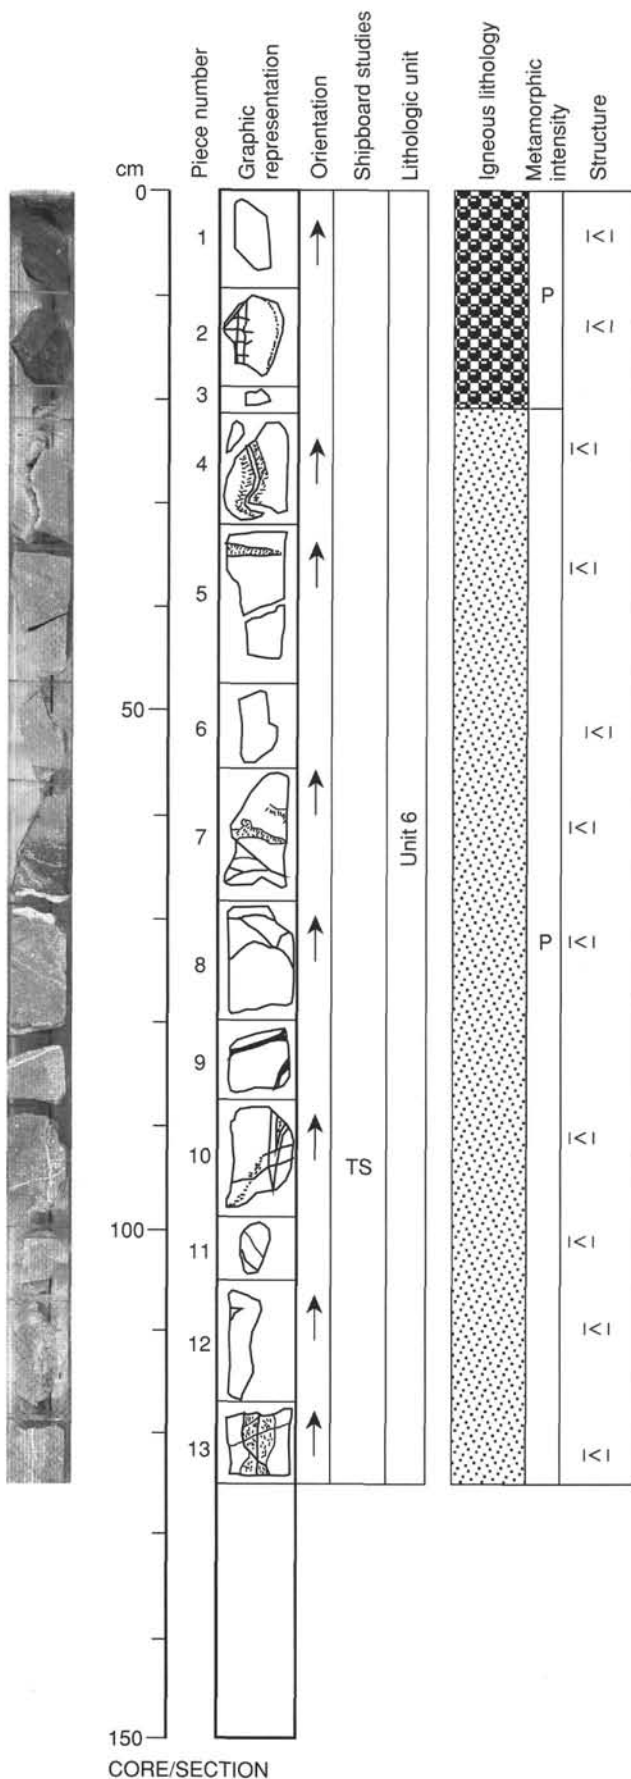 cm
Piece number
Graphic representation
Orientation
Shipboard studies
Lithologic unit
Igneous lithology
Metamorphic intensity
Structure
0
1
2
P
3
4
5
50
6
7
Unit 6
8
P
9
10
TS
100
11
12
13
150
CORE/SECTION